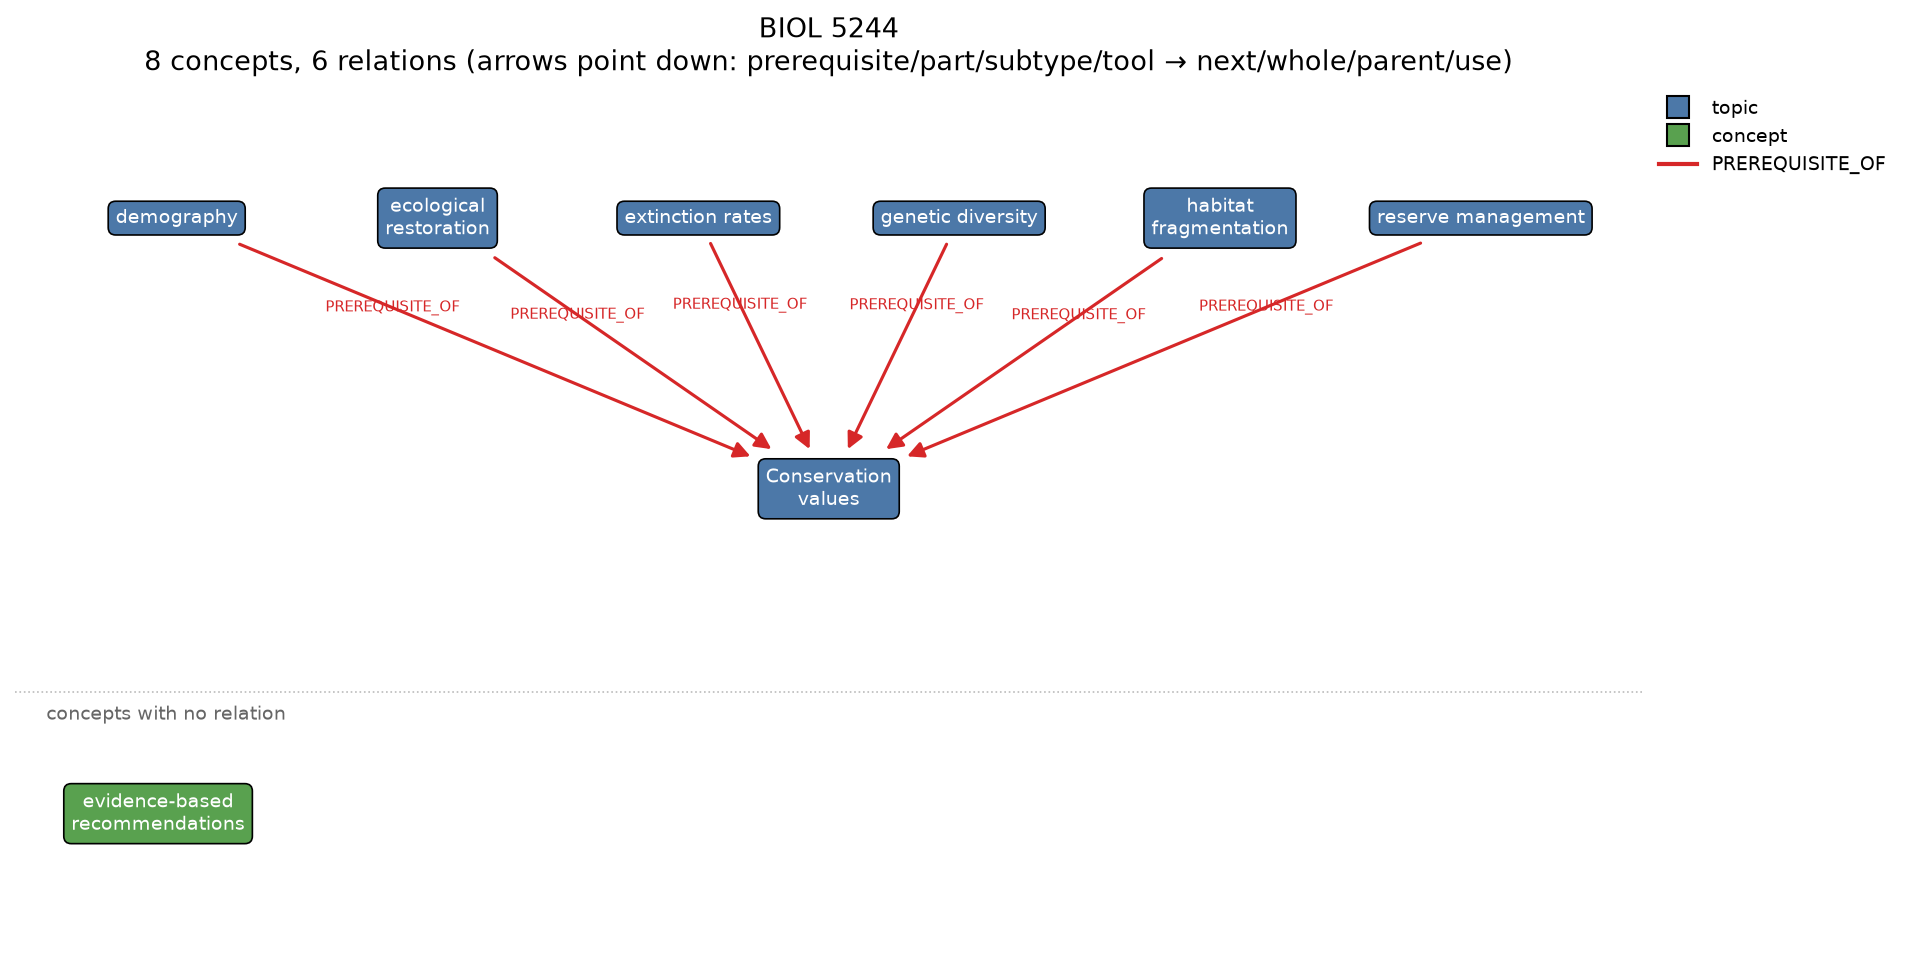 BIOL 5244
8 concepts, 6 relations (arrows point down: prerequisite/part/subtype/tool → next/whole/parent/use)
topic
concept
PREREQUISITE_OF
demography
ecological
restoration
extinction rates
genetic diversity
habitat
fragmentation
reserve management
PREREQUISITE_OF
PREREQUISITE_OF
PREREQUISITE_OF
PREREQUISITE_OF
PREREQUISITE_OF
PREREQUISITE_OF
Conservation
values
concepts with no relation
evidence-based
recommendations